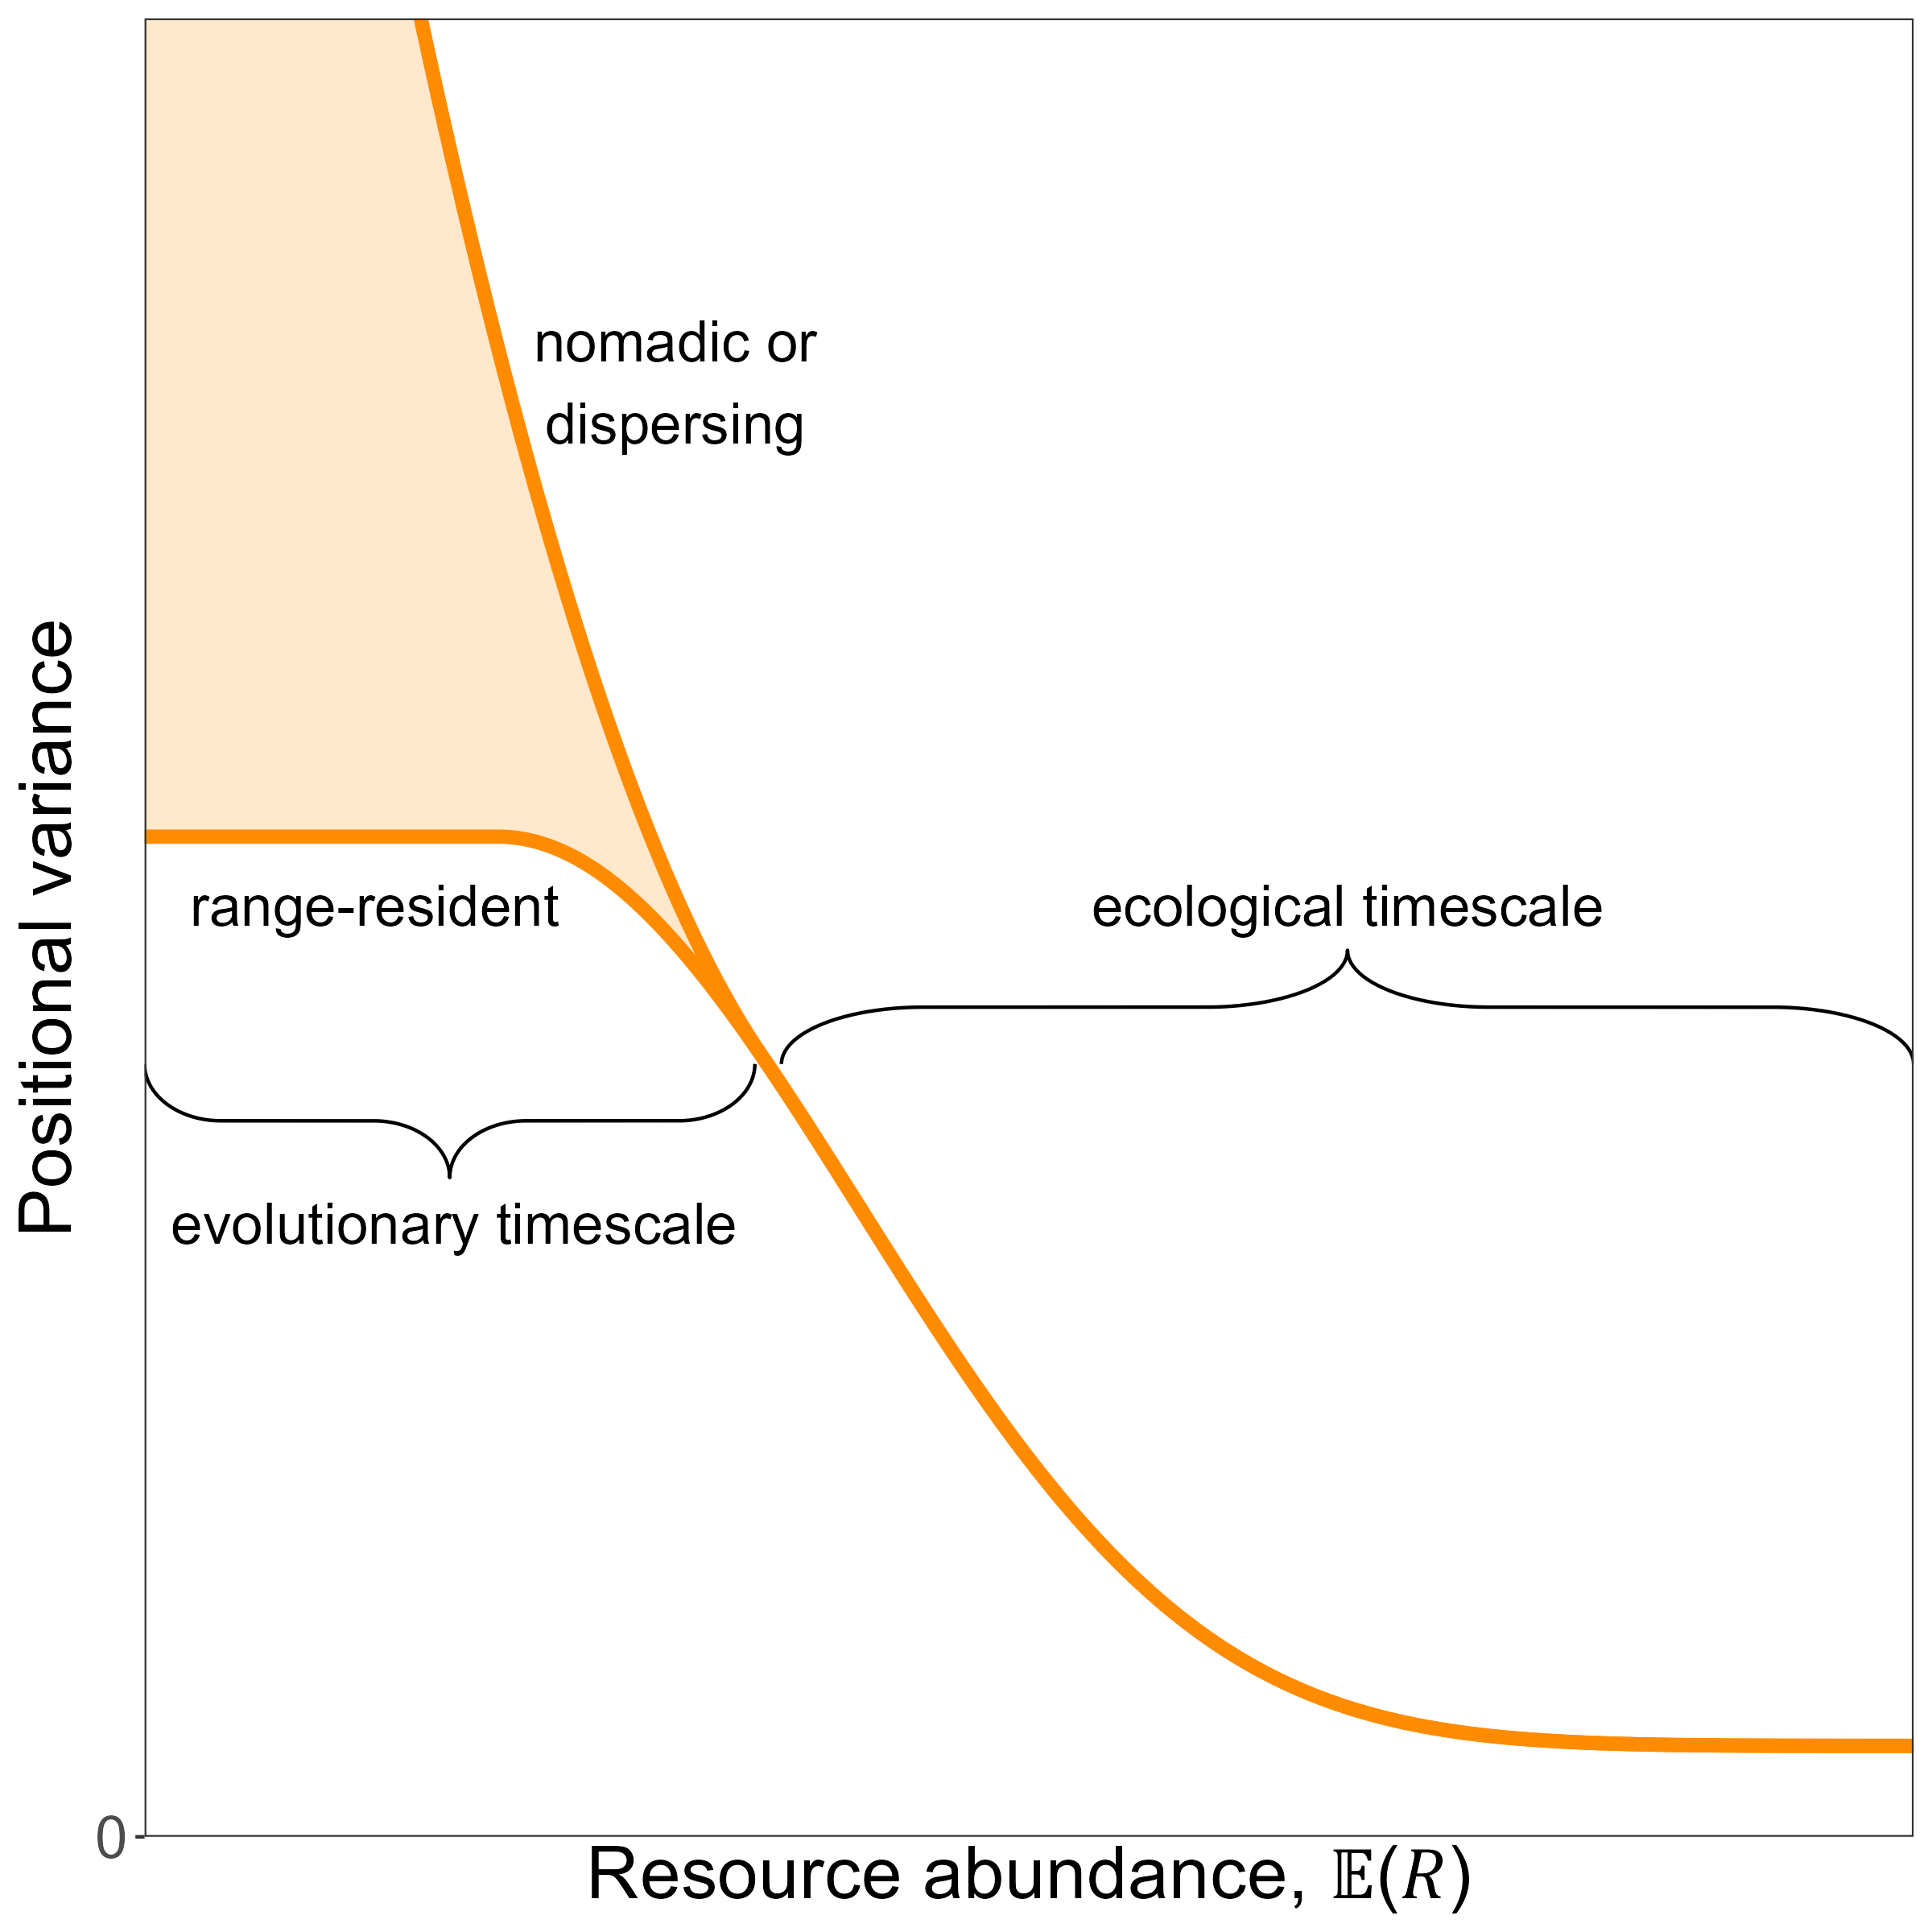 nomadic or
dispersing
Positional variance
range-resident
ecological timescale
evolutionary timescale
0
Resource abundance, 𝔼(𝑅)